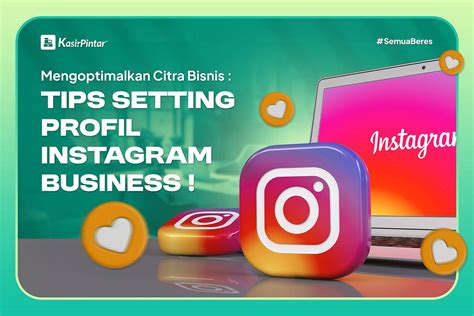 KasirPintar
#SemuaBeres
Mengoptimalkan Citra Bisnis :
TIPS SETTING
PROFIL
INSTAGRAM
BUSINESS !
Instagram